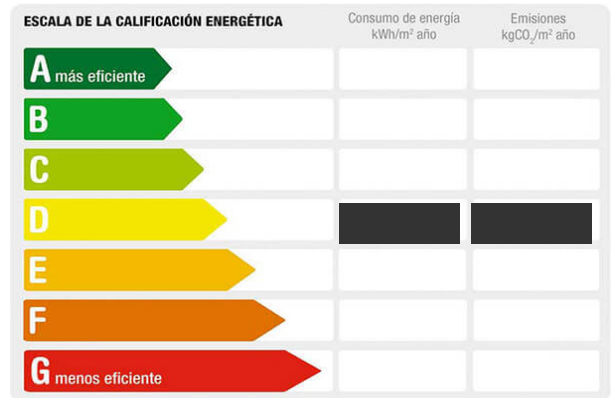 ESCALA DE LA CALIFICACIÓN ENERGÉTICA
Consumo de energía
kWh/m² año
Emisiones
kgCO₂/m² año
A más eficiente
B
C
D
E
F
G menos eficiente